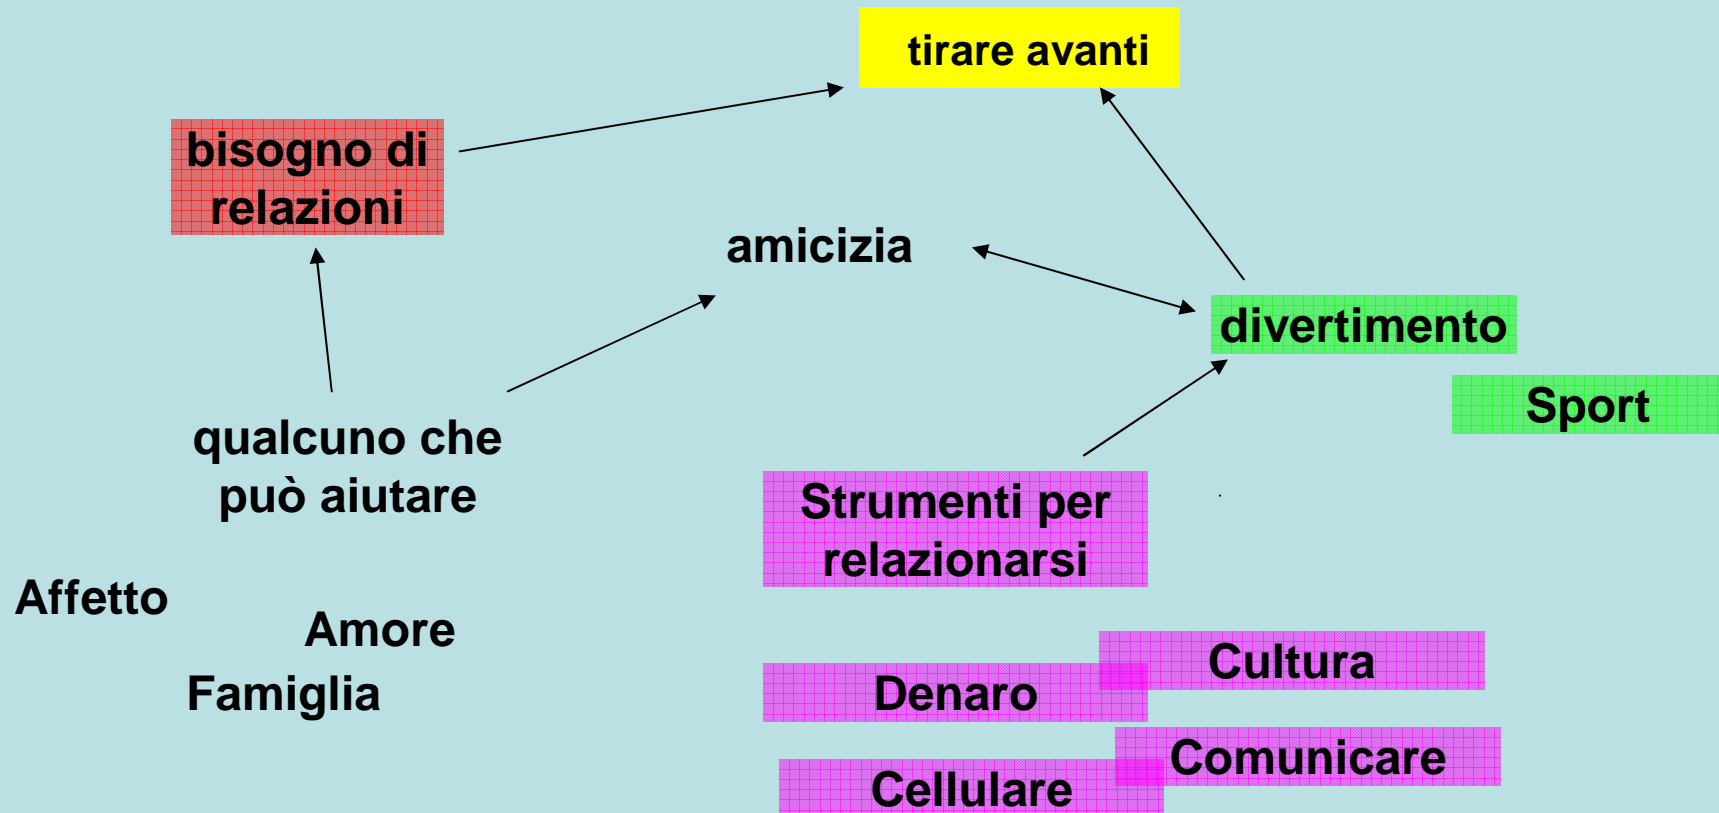 tirare avanti
bisogno di
relazioni
amicizia
divertimento
Sport
qualcuno che
può aiutare
Strumenti per
relazionarsi
Affetto
Amore
Famiglia
Cultura
Denaro
Comunicare
Cellulare